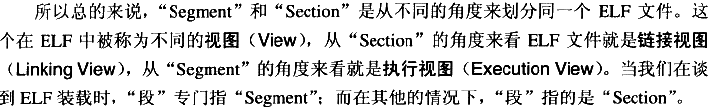 所以总的来说，“Segment”和“Section”是从不同的角度来划分同一个 ELF 文件。这
个在 ELF 中被称为不同的视图（View），从“Section”的角度来看 ELF 文件就是链接视图
（Linking View），从“Segment”的角度来看就是执行视图（Execution View）。当我们在谈
到 ELF 装载时，“段”专门指“Segment”；而在其他的情况下，“段”指的是“Section”。